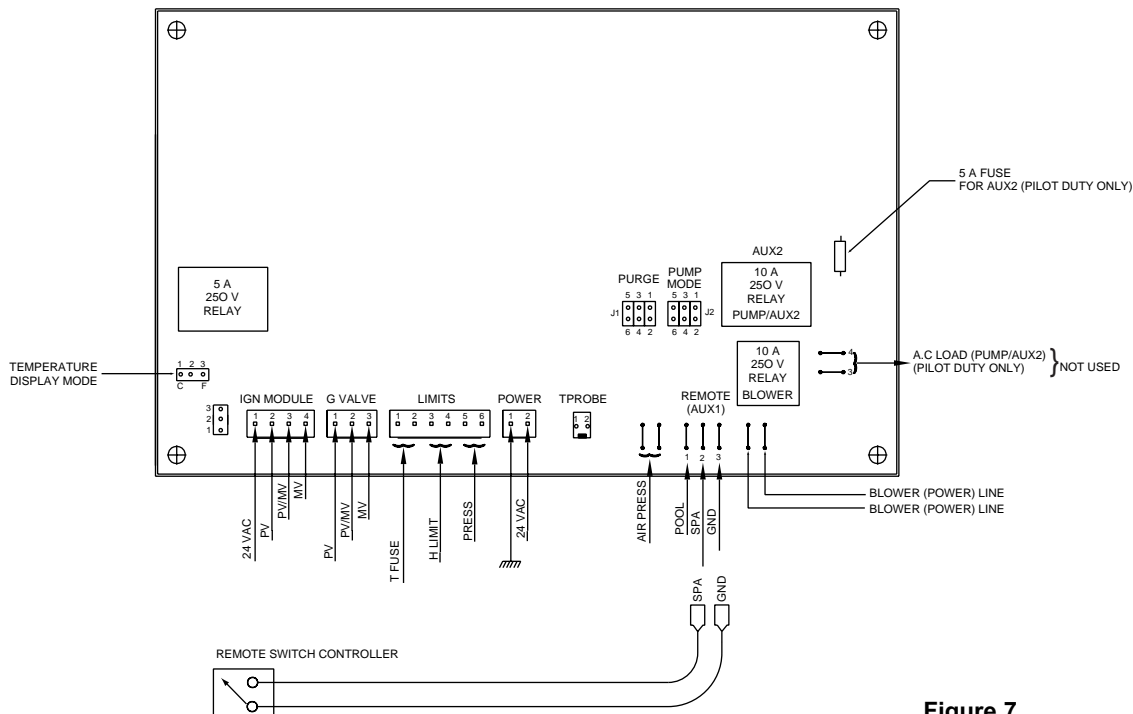 5 A FUSE
FOR AUX2 (PILOT DUTY ONLY)
AUX2
10 A
25O V
RELAY
PUMP/AUX2
PURGE
PUMP
MODE
5 3 1
5 3 1
J1
J2
6 4 2
6 4 2
5 A
25O V
RELAY
10 A
25O V
RELAY
BLOWER
4
3
A.C LOAD (PUMP/AUX2)
(PILOT DUTY ONLY)
NOT USED
TEMPERATURE
DISPLAY MODE
1 2 3
C F
3
2
1
IGN MODULE
1 2 3 4
G VALVE
1 2 3
LIMITS
1 2 3 4 5 6
POWER
1 2
TPROBE
1 2
REMOTE
(AUX1)
1 2 3
24 VAC
PV
PV/MV
MV
PV
PV/MV
MV
T FUSE
H LIMIT
PRESS
24 VAC
AIR PRESS
POOL
SPA
GND
BLOWER (POWER) LINE
BLOWER (POWER) LINE
SPA
GND
REMOTE SWITCH CONTROLLER
Figure 7